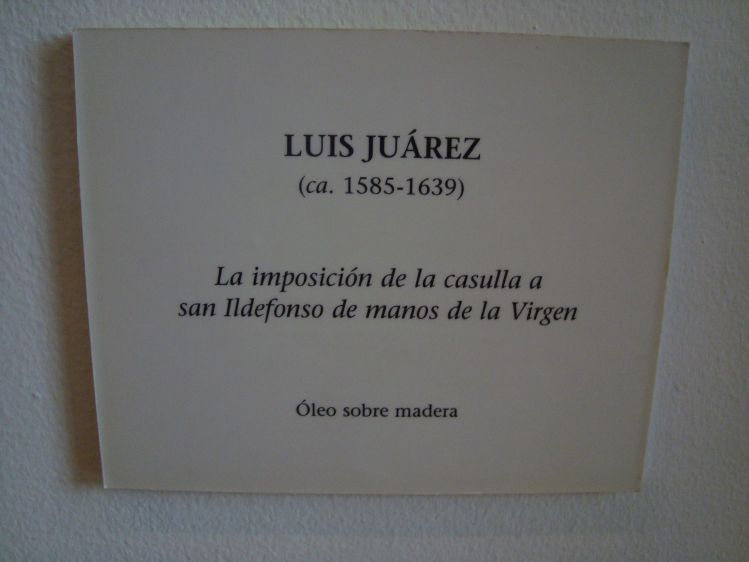 LUIS JUÁREZ
(ca. 1585-1639)
La imposición de la casulla a
san Ildefonso de manos de la Virgen
Óleo sobre madera